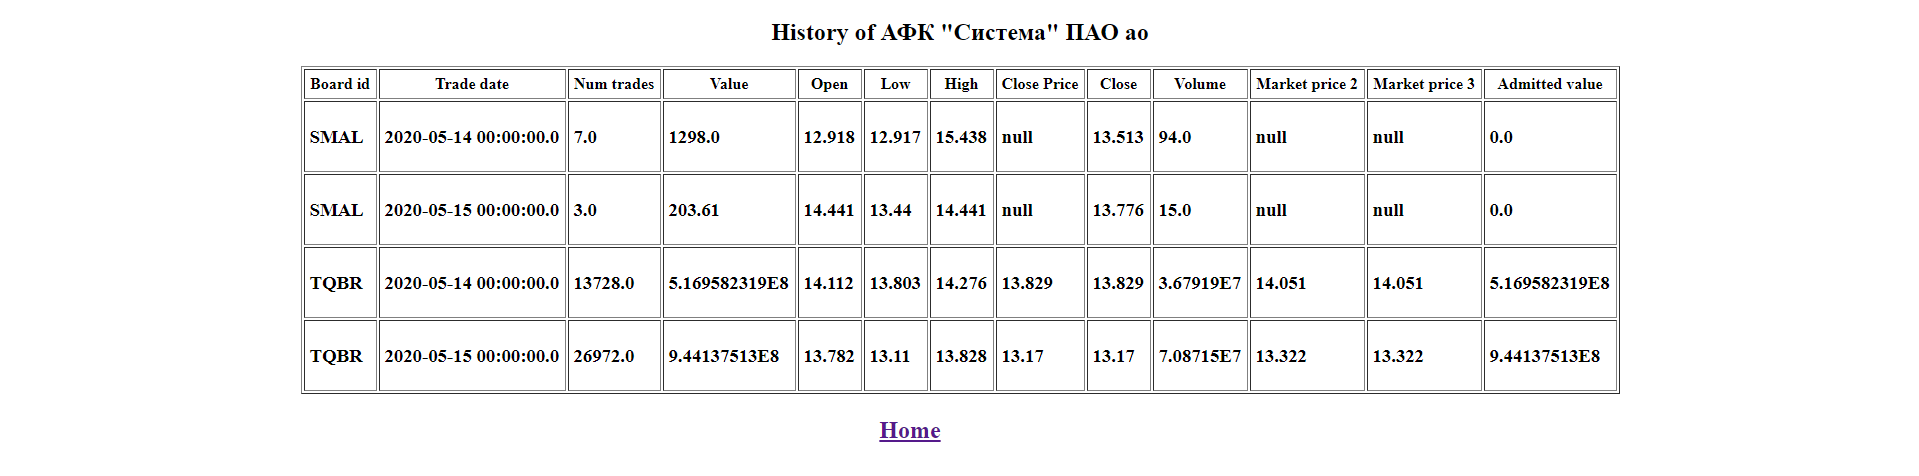 History of АФК "Система" ПАО ао
Board id Trade date Num trades Value Open Low High Close Price Close Volume Market price 2 Market price 3 Admitted value
SMAL 2020-05-14 00:00:00.0 7.0 1298.0 12.918 12.917 15.438 null 13.513 94.0 null null 0.0
SMAL 2020-05-15 00:00:00.0 3.0 203.61 14.441 13.44 14.441 null 13.776 15.0 null null 0.0
TQBR 2020-05-14 00:00:00.0 13728.0 5.169582319E8 14.112 13.803 14.276 13.829 13.829 3.67919E7 14.051 14.051 5.169582319E8
TQBR 2020-05-15 00:00:00.0 26972.0 9.44137513E8 13.782 13.11 13.828 13.17 13.17 7.08715E7 13.322 13.322 9.44137513E8
Home